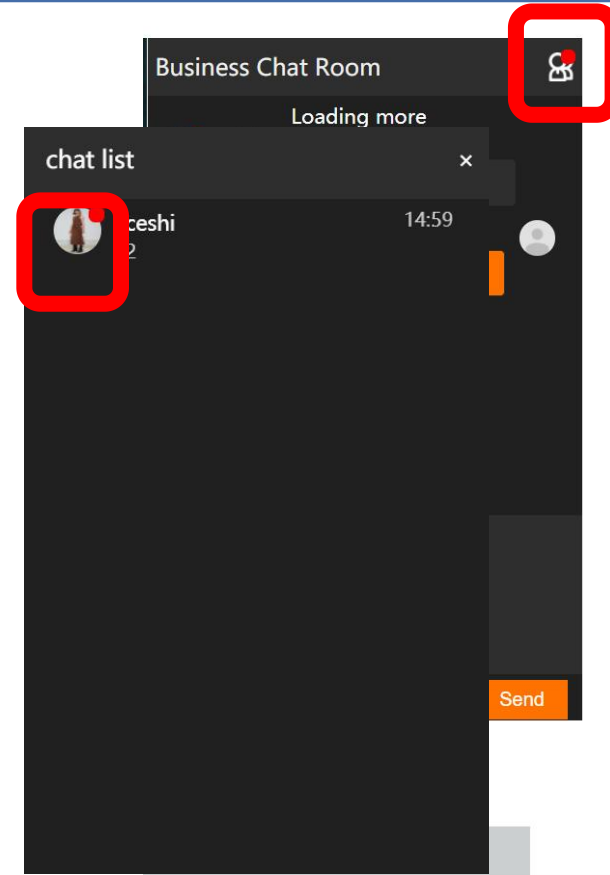 Business Chat Room
Loading more
chat list ×
ceshi 14:59
2
Send